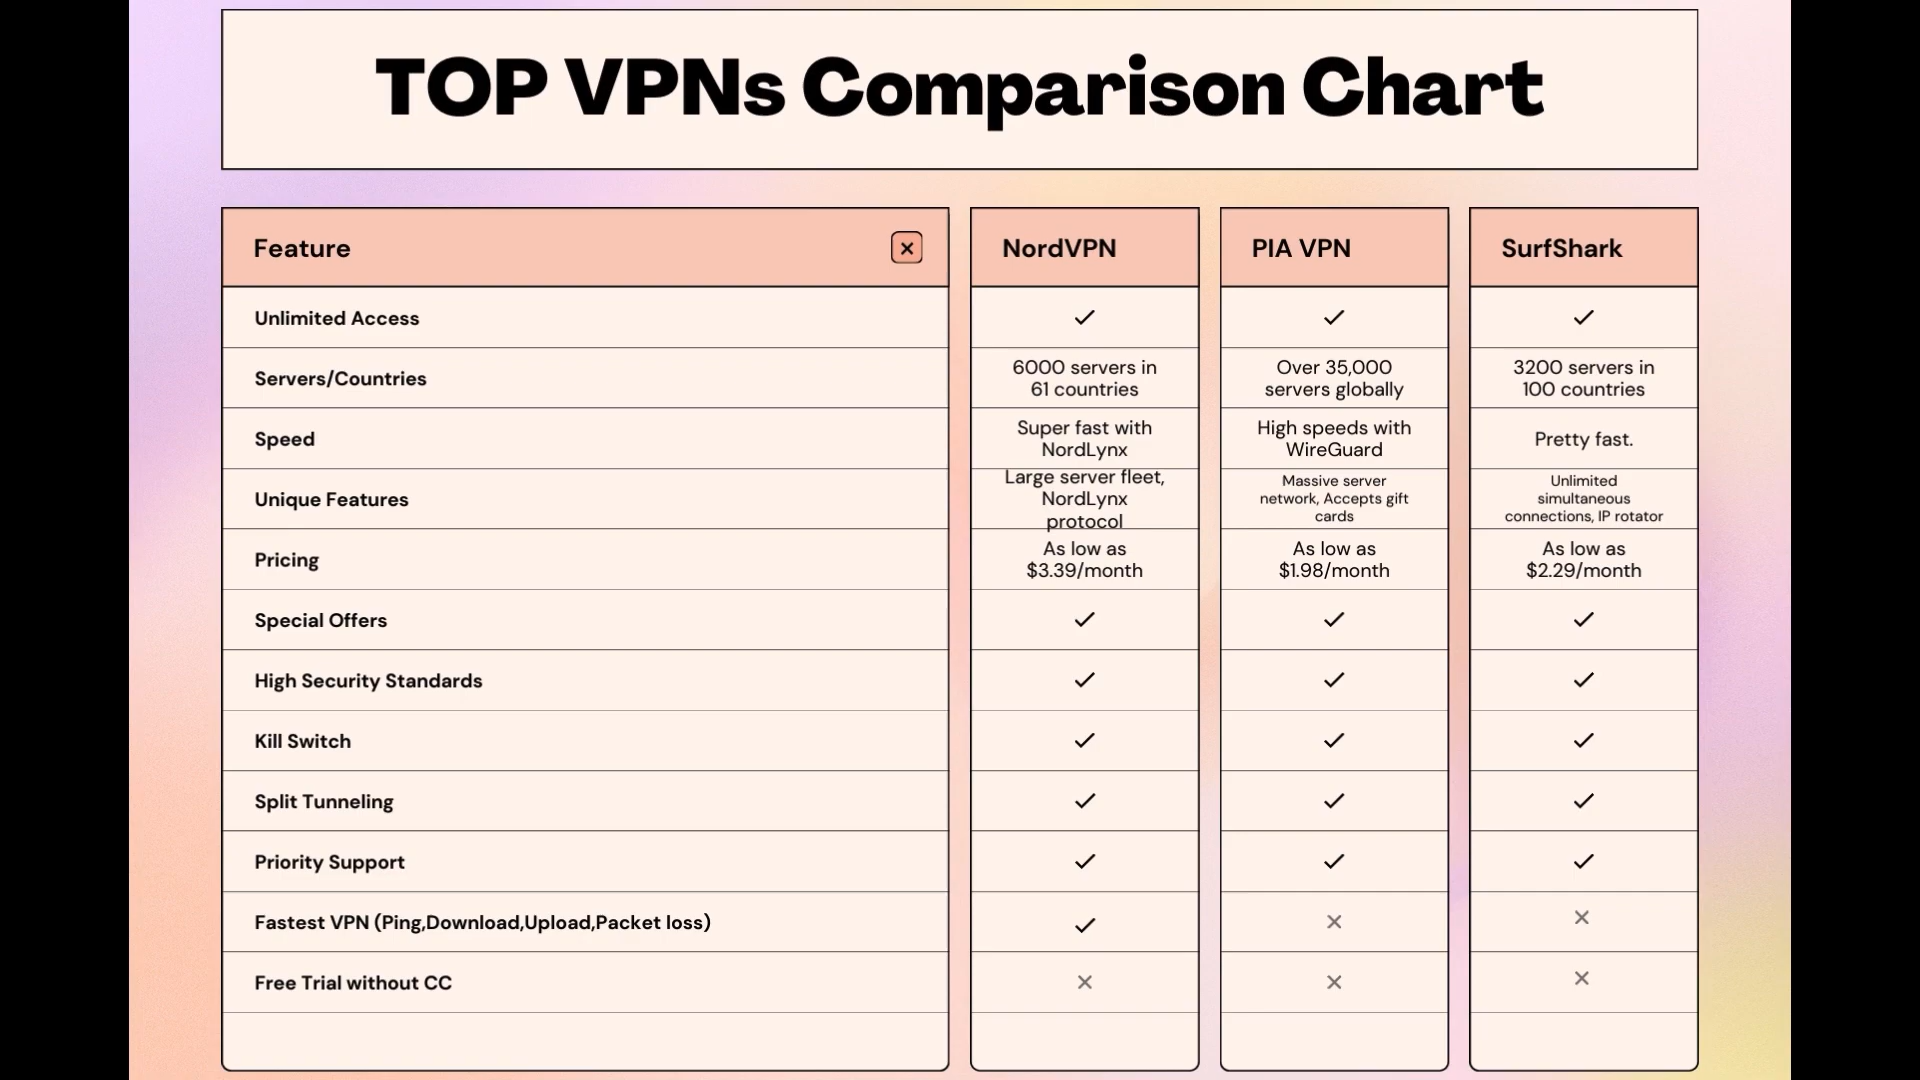 TOP VPNs Comparison Chart
Feature
NordVPN
PIA VPN
SurfShark
Unlimited Access
✓
✓
✓
Servers/Countries
6000 servers in
61 countries
Over 35,000
servers globally
3200 servers in
100 countries
Speed
Super fast with
NordLynx
High speeds with
WireGuard
Pretty fast.
Unique Features
Large server fleet,
NordLynx
protocol
Massive server
network, Accepts gift
cards
Unlimited
simultaneous
connections, IP rotator
Pricing
As low as
$3.39/month
As low as
$1.98/month
As low as
$2.29/month
Special Offers
✓
✓
✓
High Security Standards
✓
✓
✓
Kill Switch
✓
✓
✓
Split Tunneling
✓
✓
✓
Priority Support
✓
✓
✓
Fastest VPN (Ping,Download,Upload,Packet loss)
✓
✕
✕
Free Trial without CC
✕
✕
✕